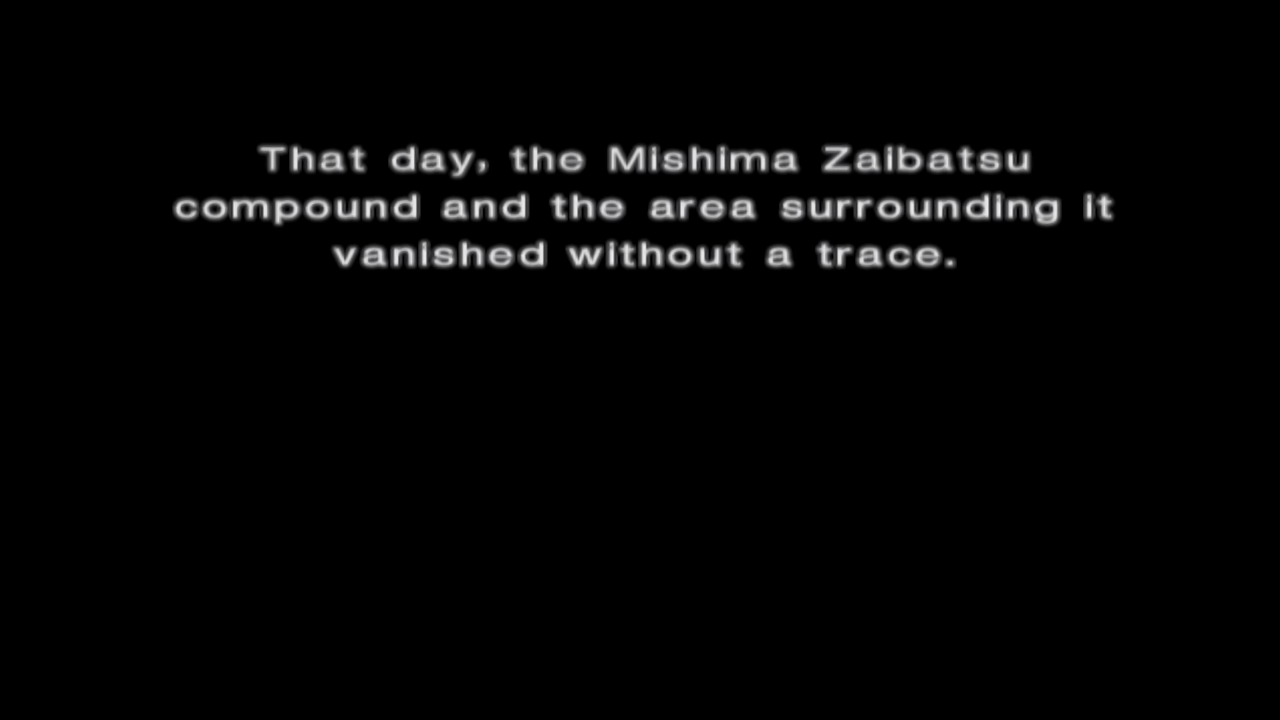 That day, the Mishima Zaibatsu
compound and the area surrounding it
vanished without a trace.